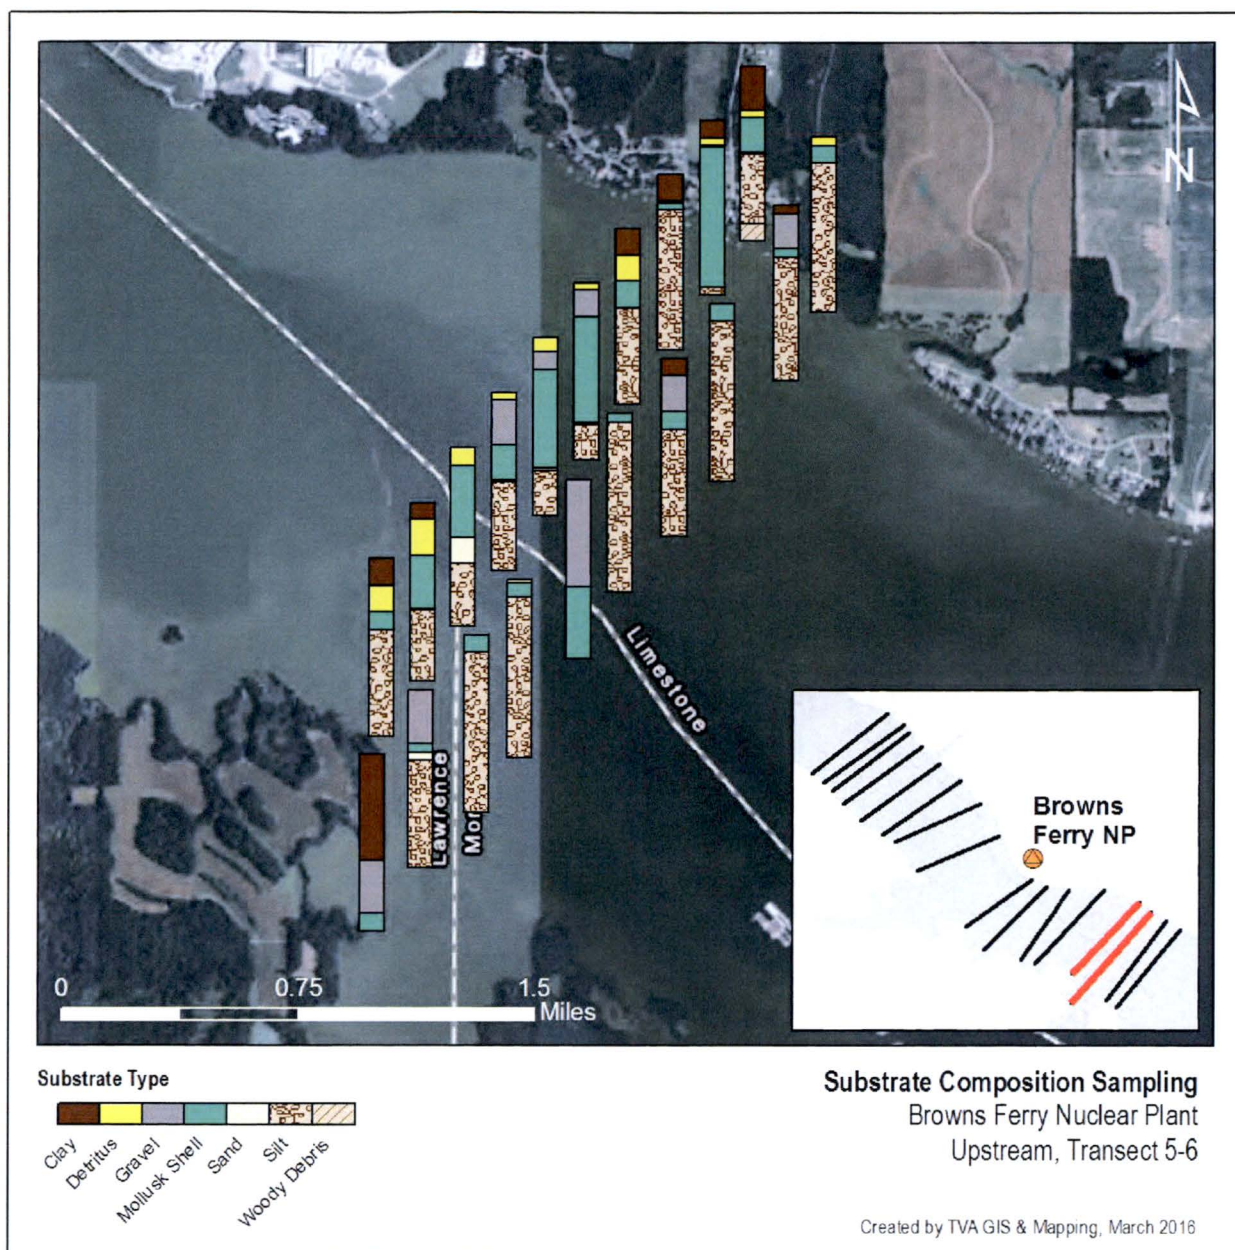 N
Limestone
Lawrence
Mor
Browns
Ferry NP
0 0.75 1.5
Miles
Substrate Type
Clay
Detritus
Gravel
Mollusk Shell
Sand
Silt
Woody Debris
Substrate Composition Sampling
Browns Ferry Nuclear Plant
Upstream, Transect 5-6
Created by TVA GIS & Mapping, March 2016